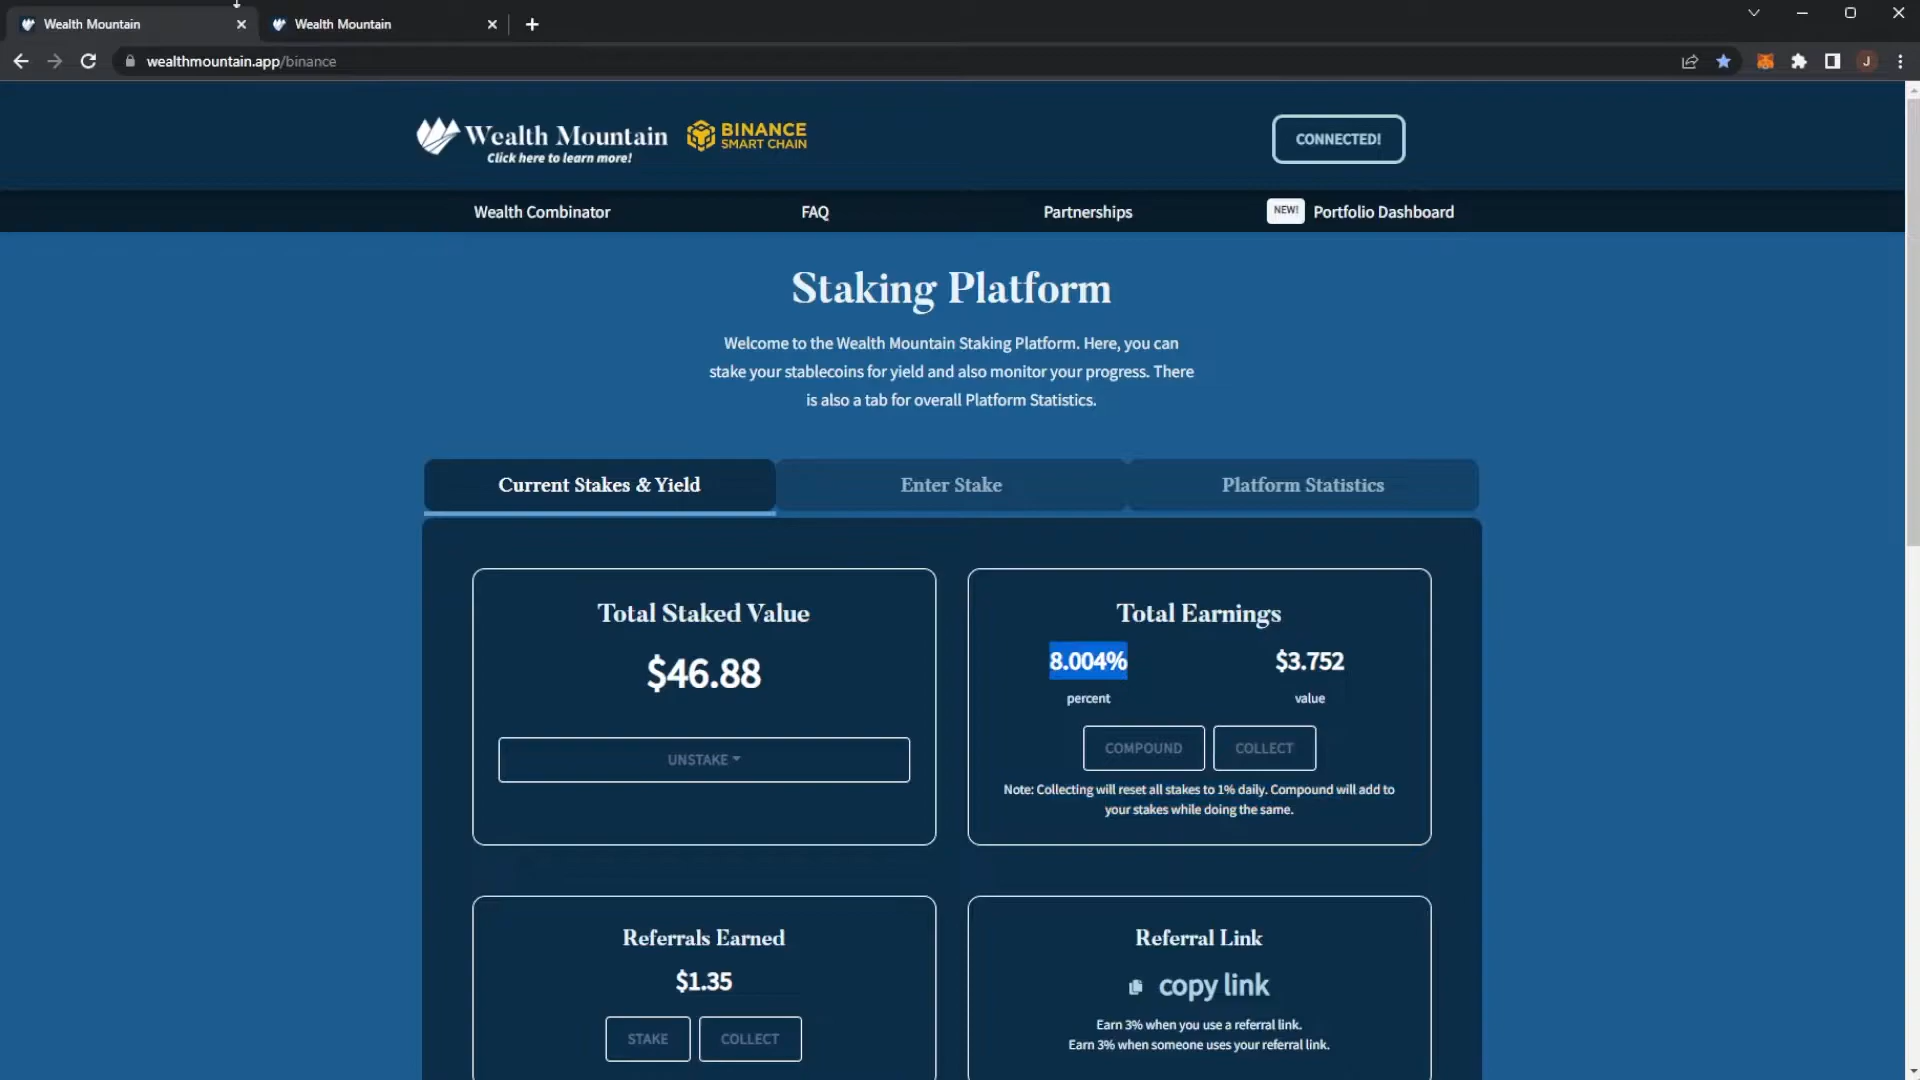 Wealth Mountain
Wealth Mountain
wealthmountain.app/binance
J
Wealth Mountain
Click here to learn more!
BINANCE
SMART CHAIN
CONNECTED!
Wealth Combinator
FAQ
Partnerships
NEW!
Portfolio Dashboard
Staking Platform
Welcome to the Wealth Mountain Staking Platform. Here, you can
stake your stablecoins for yield and also monitor your progress. There
is also a tab for overall Platform Statistics.
Current Stakes & Yield
Enter Stake
Platform Statistics
Total Staked Value
$46.88
UNSTAKE
Total Earnings
8.004%
$3.752
percent
value
COMPOUND
COLLECT
Note: Collecting will reset all stakes to 1% daily. Compound will add to
your stakes while doing the same.
Referrals Earned
$1.35
STAKE
COLLECT
Referral Link
copy link
Earn 3% when you use a referral link.
Earn 3% when someone uses your referral link.